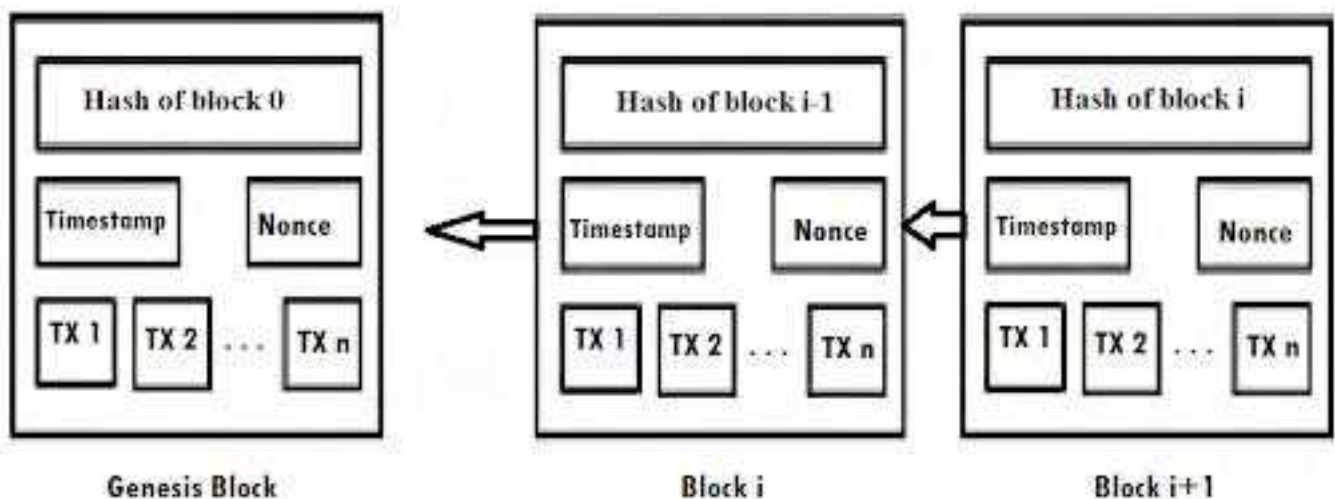 Hash of block 0
Timestamp
Nonce
TX 1
TX 2
. . .
TX n
Genesis Block
Hash of block i-1
Timestamp
Nonce
TX 1
TX 2
. . .
TX n
Block i
Hash of block i
Timestamp
Nonce
TX 1
TX 2
. . .
TX n
Block i+1